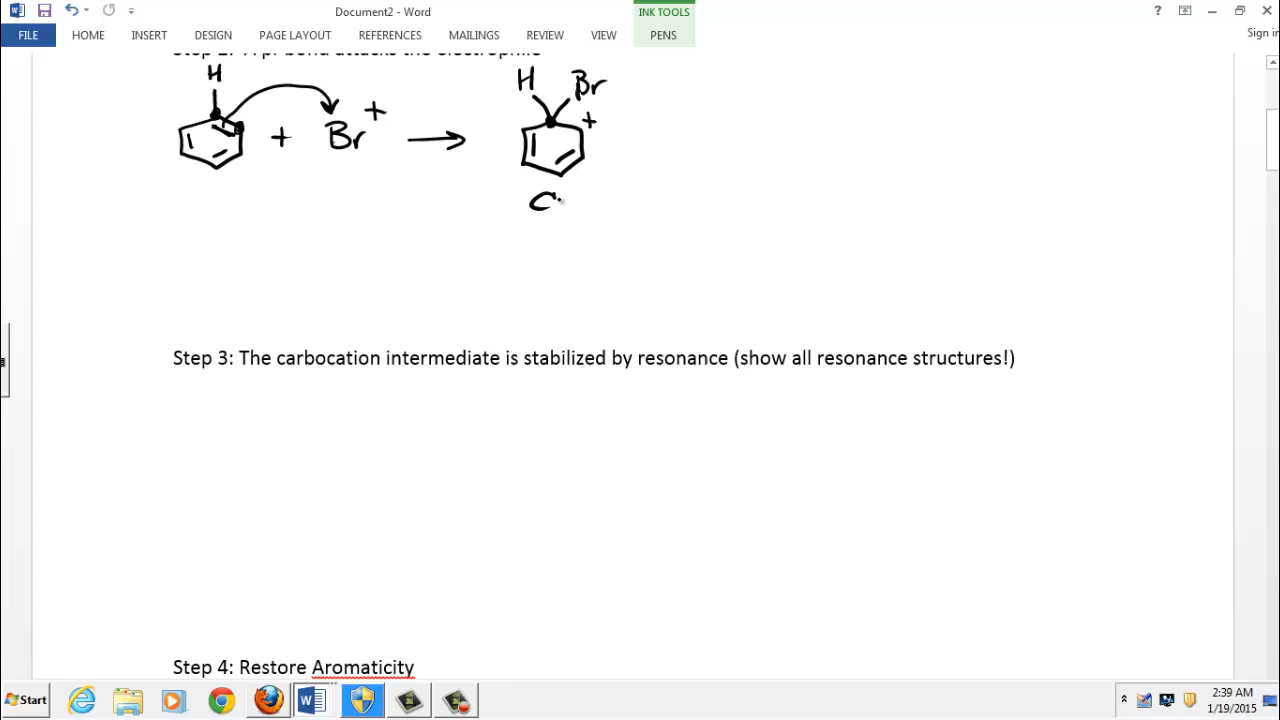 Document2 - Word
INK TOOLS
Sign in
FILE HOME INSERT DESIGN PAGE LAYOUT REFERENCES MAILINGS REVIEW VIEW PENS
H
H Br
+ Br + → +
C
Step 3: The carbocation intermediate is stabilized by resonance (show all resonance structures!)
Step 4: Restore Aromaticity
Start
2:39 AM
1/19/2015